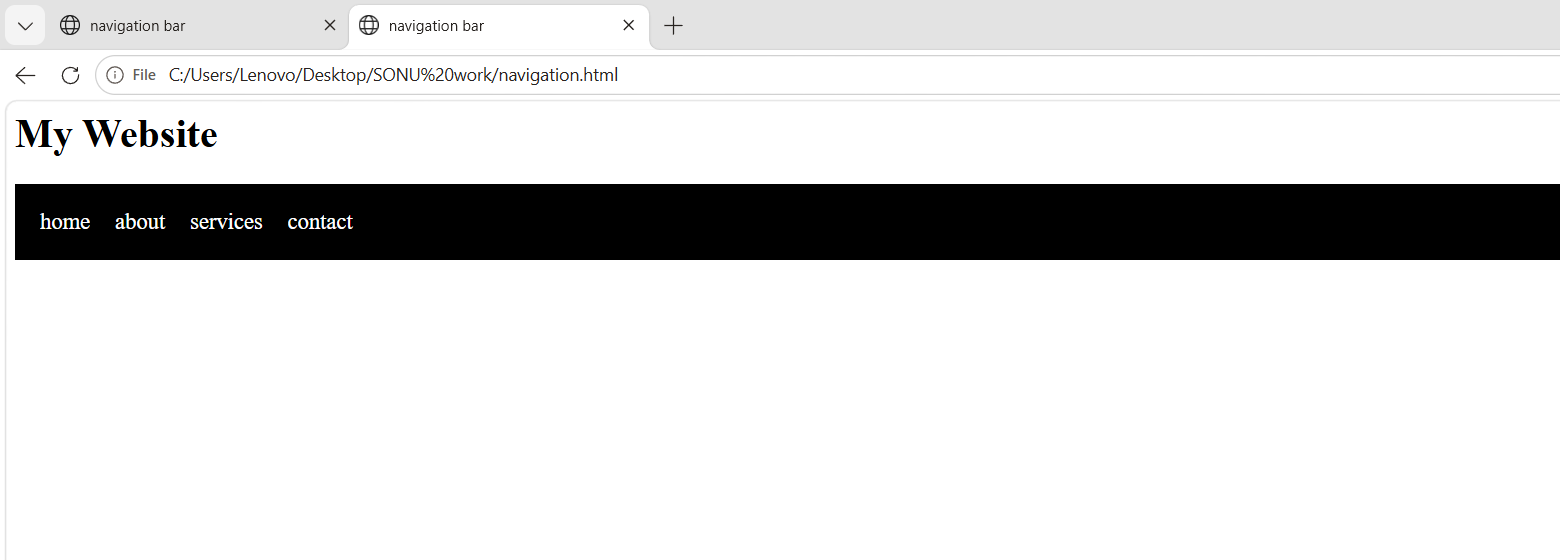 navigation bar navigation bar
File C:/Users/Lenovo/Desktop/SONU%20work/navigation.html
My Website
home about services contact